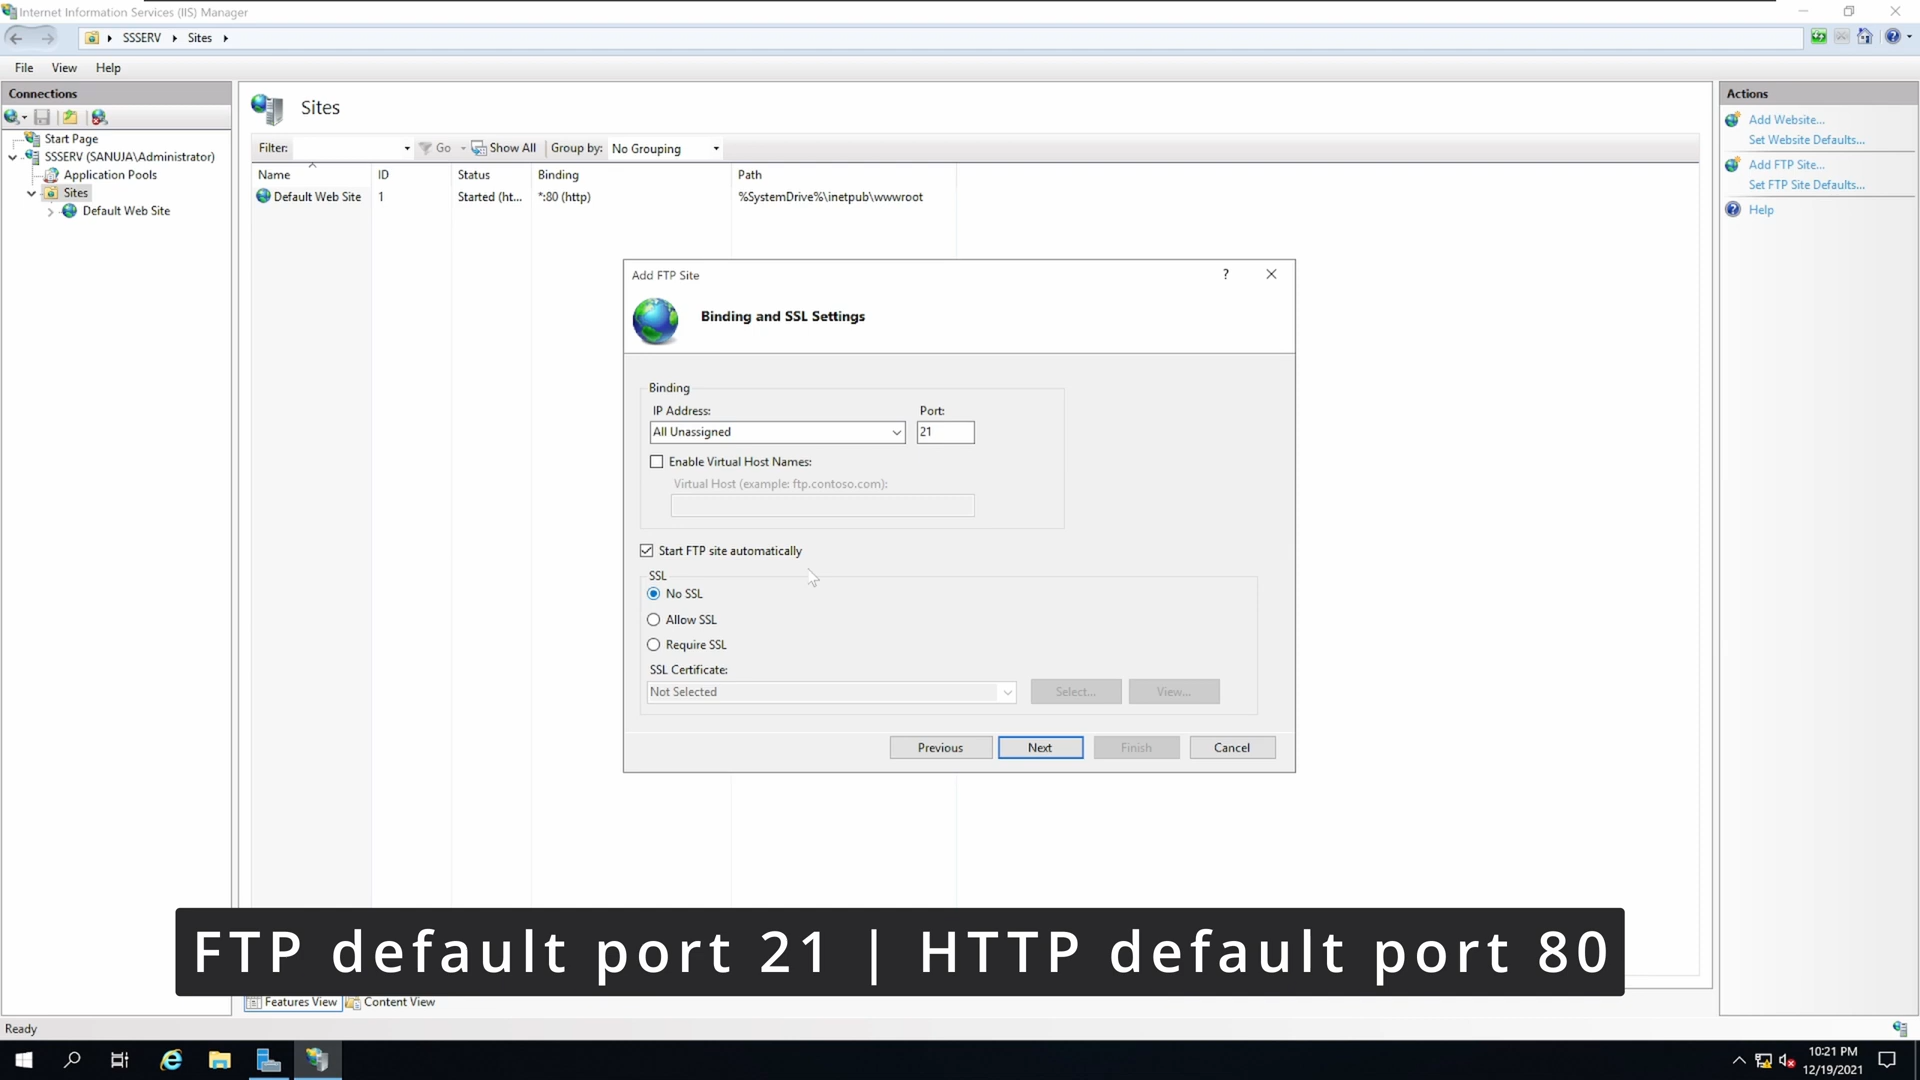 Internet Information Services (IIS) Manager
SSSERV
Sites
File
View
Help
Connections
Start Page
SSSERV (SANUJA\Administrator)
Application Pools
Sites
Default Web Site
Sites
Filter:
Go
Show All
Group by:
No Grouping
Name
ID
Status
Binding
Path
Default Web Site
1
Started (ht...
*:80 (http)
%SystemDrive%\inetpub\wwwroot
Add FTP Site
?
Binding and SSL Settings
Binding
IP Address:
Port:
All Unassigned
21
Enable Virtual Host Names:
Virtual Host (example: ftp.contoso.com):
Start FTP site automatically
SSL
No SSL
Allow SSL
Require SSL
SSL Certificate:
Not Selected
Select...
View...
Previous
Next
Finish
Cancel
Actions
Add Website...
Set Website Defaults...
Add FTP Site...
Set FTP Site Defaults...
Help
FTP default port 21 | HTTP default port 80
Features View
Content View
Ready
10:21 PM
12/19/2021